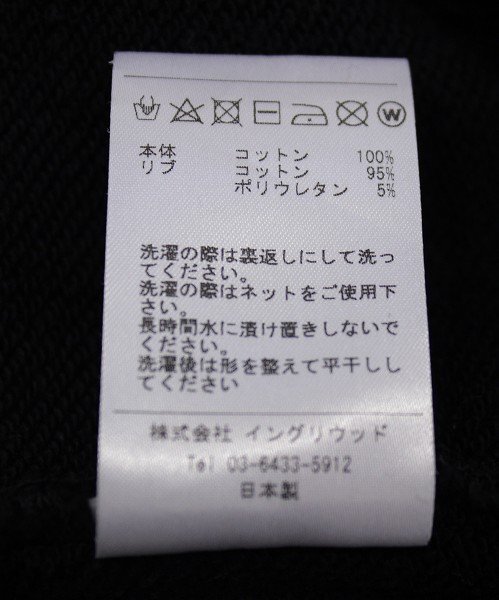 本体 コットン 100%
リブ コットン 95%
ポリウレタン 5%
洗濯の際は裏返しにして洗っ
てください。
洗濯の際はネットをご使用下
さい。
長時間水に漬け置きしないで
ください。
洗濯後は形を整えて平干しし
てください
株式会社 イングリウッド
Tel 03-6433-5912
日本製